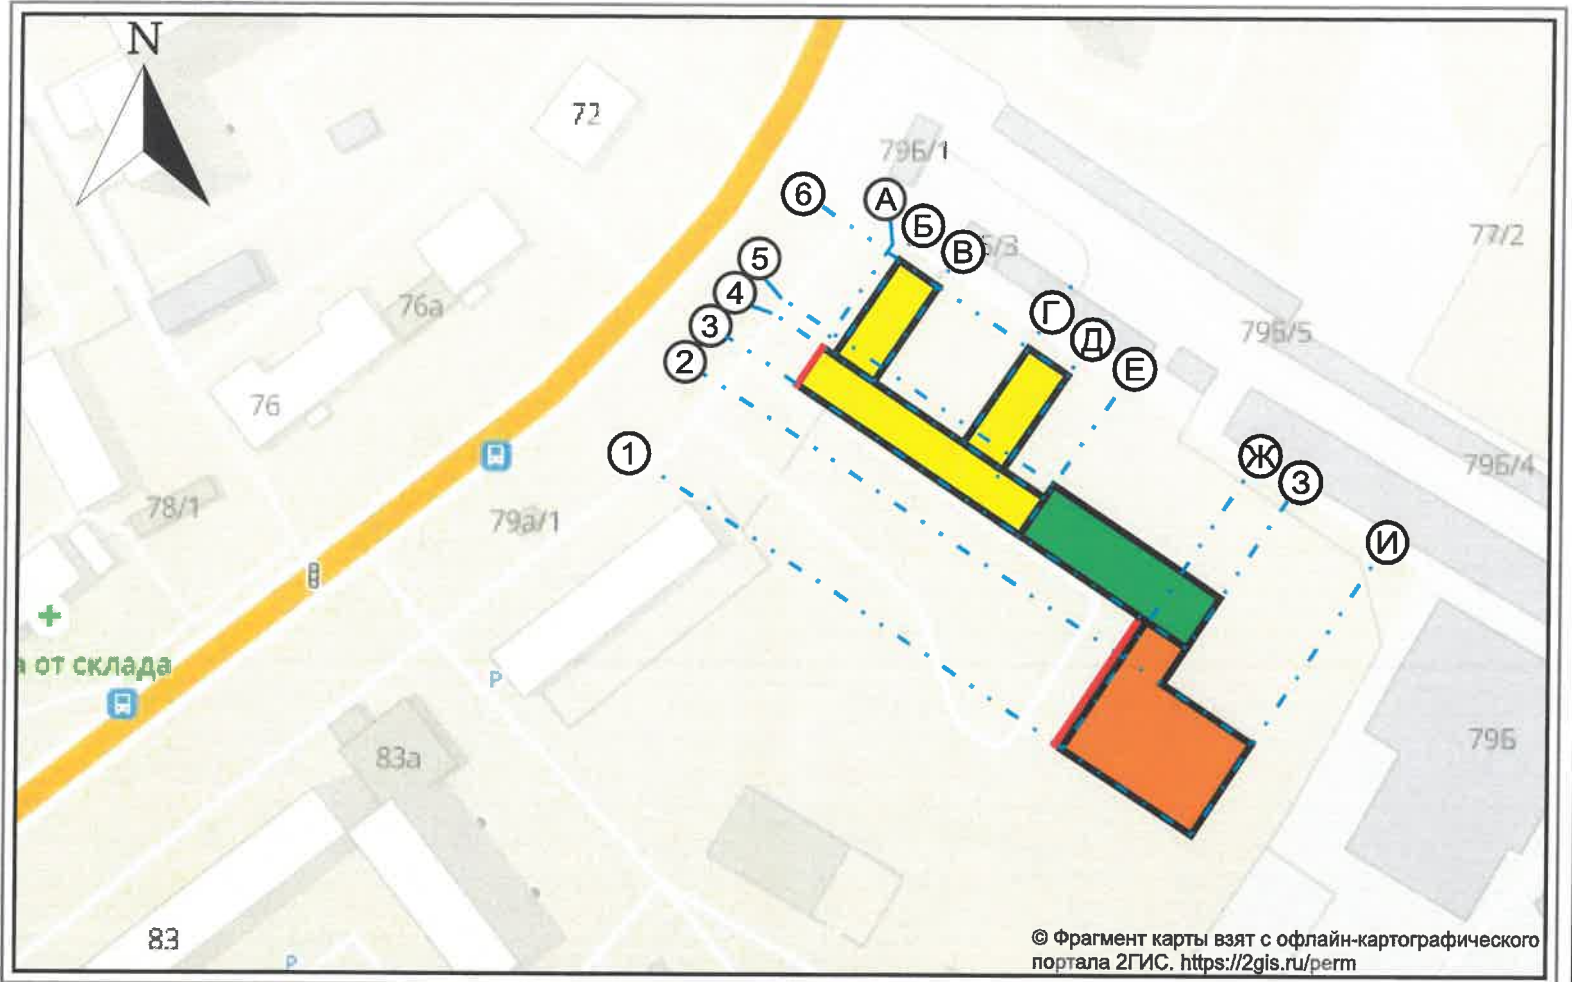 N
72
79Б/1
6
А
Б
В
Б/3
77/2
5
4
3
2
76а
Г
Д
Е
79Б/5
76
1
Ж
З
79Б/4
78/1
79а/1
И
а от склада
P
83а
79Б
83
P
© Фрагмент карты взят с офлайн-картографического
портала 2ГИС. https://2gis.ru/perm